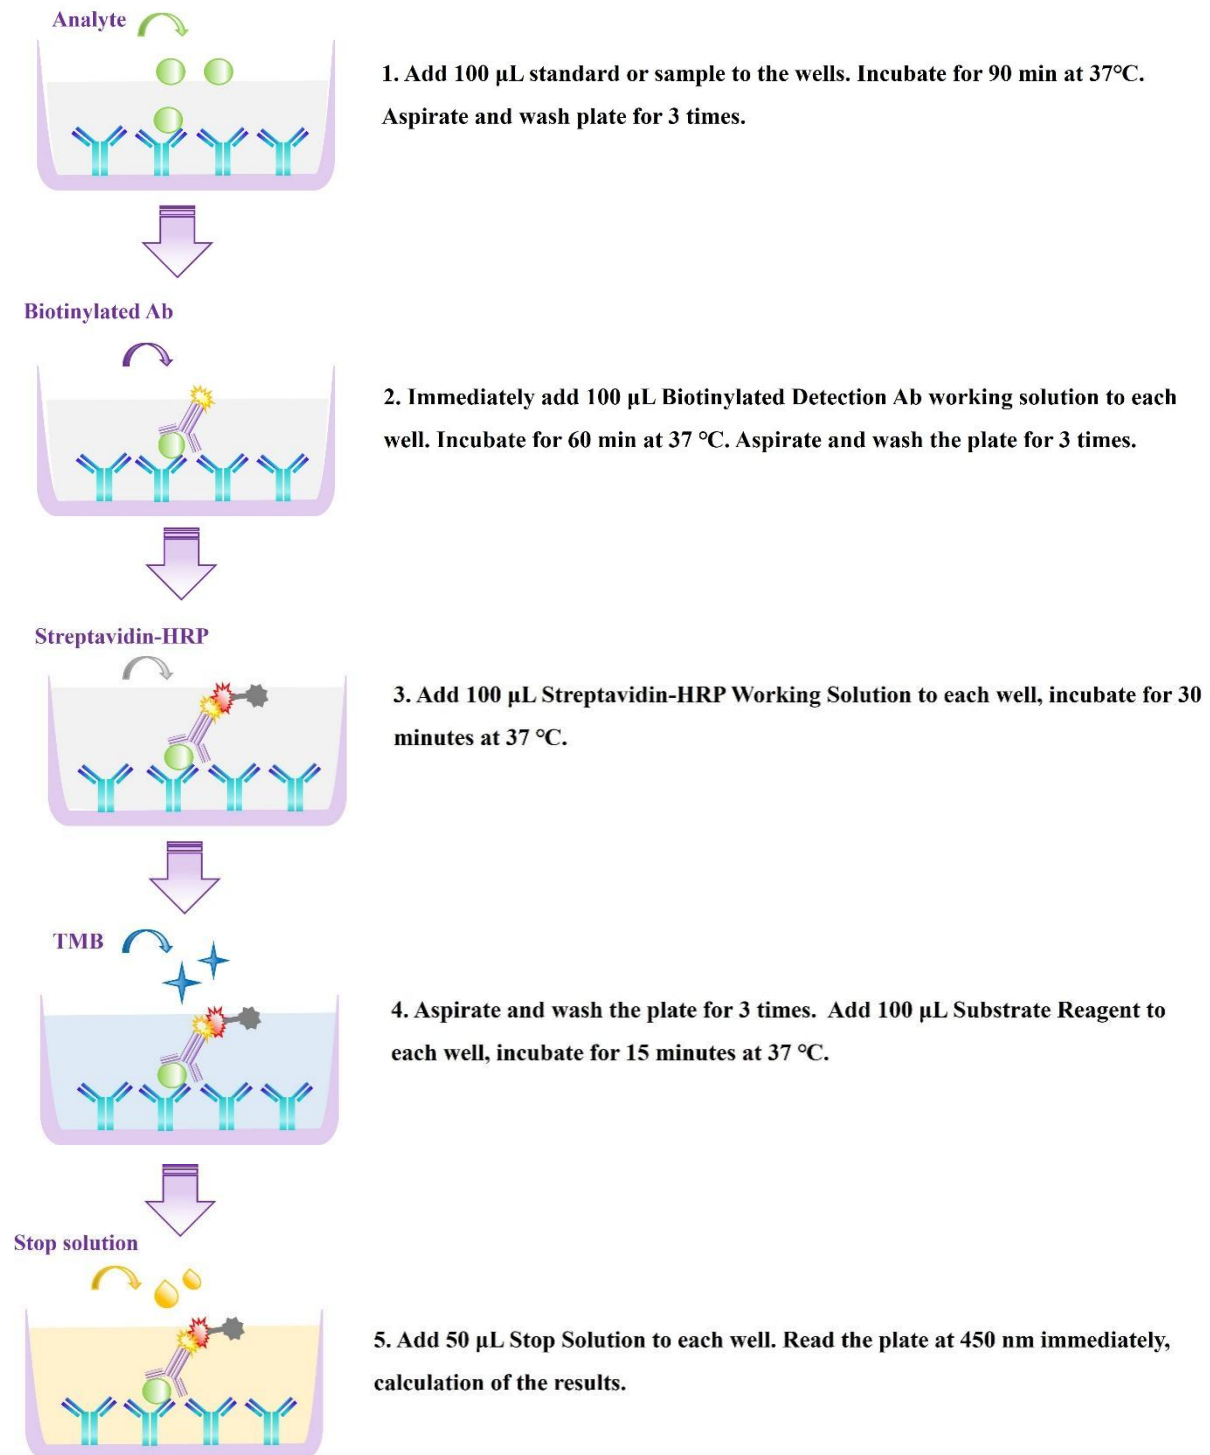 Analyte
1. Add 100 µL standard or sample to the wells. Incubate for 90 min at 37℃.
Aspirate and wash plate for 3 times.
Biotinylated Ab
2. Immediately add 100 µL Biotinylated Detection Ab working solution to each
well. Incubate for 60 min at 37 ℃. Aspirate and wash the plate for 3 times.
Streptavidin-HRP
3. Add 100 µL Streptavidin-HRP Working Solution to each well, incubate for 30
minutes at 37 ℃.
TMB
4. Aspirate and wash the plate for 3 times. Add 100 µL Substrate Reagent to
each well, incubate for 15 minutes at 37 ℃.
Stop solution
5. Add 50 µL Stop Solution to each well. Read the plate at 450 nm immediately,
calculation of the results.